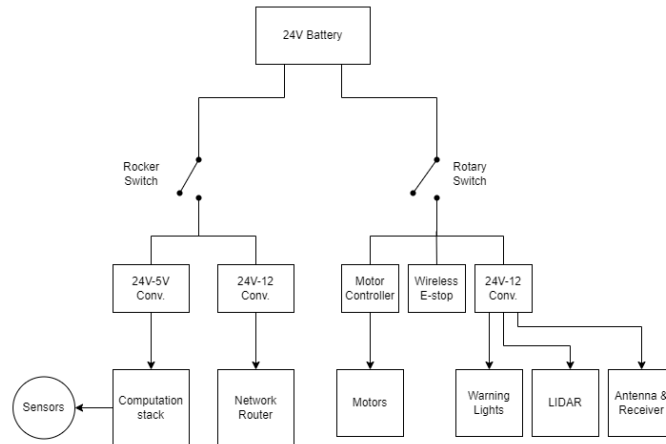 24V Battery
Rocker
Switch
Rotary
Switch
24V-5V
Conv.
24V-12
Conv.
Motor
Controller
Wireless
E-stop
24V-12
Conv.
Sensors
Computation
stack
Network
Router
Motors
Warning
Lights
LIDAR
Antenna &
Receiver